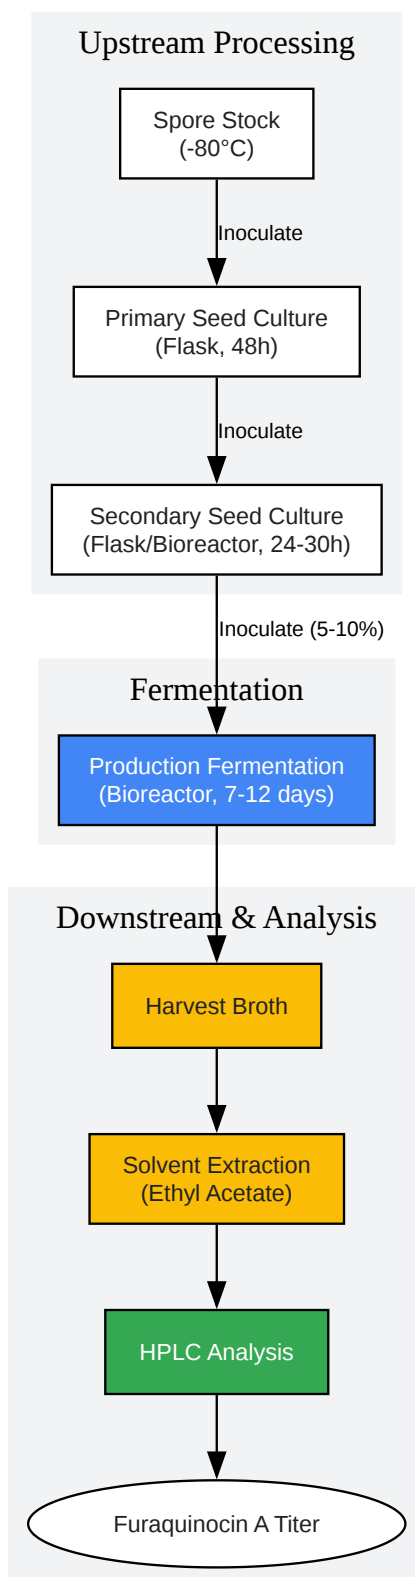 Upstream Processing
Spore Stock
(-80°C)
Inoculate
Primary Seed Culture
(Flask, 48h)
Inoculate
Secondary Seed Culture
(Flask/Bioreactor, 24-30h)
Inoculate (5-10%)
Fermentation
Production Fermentation
(Bioreactor, 7-12 days)
Downstream & Analysis
Harvest Broth
Solvent Extraction
(Ethyl Acetate)
HPLC Analysis
Furaquinocin A Titer